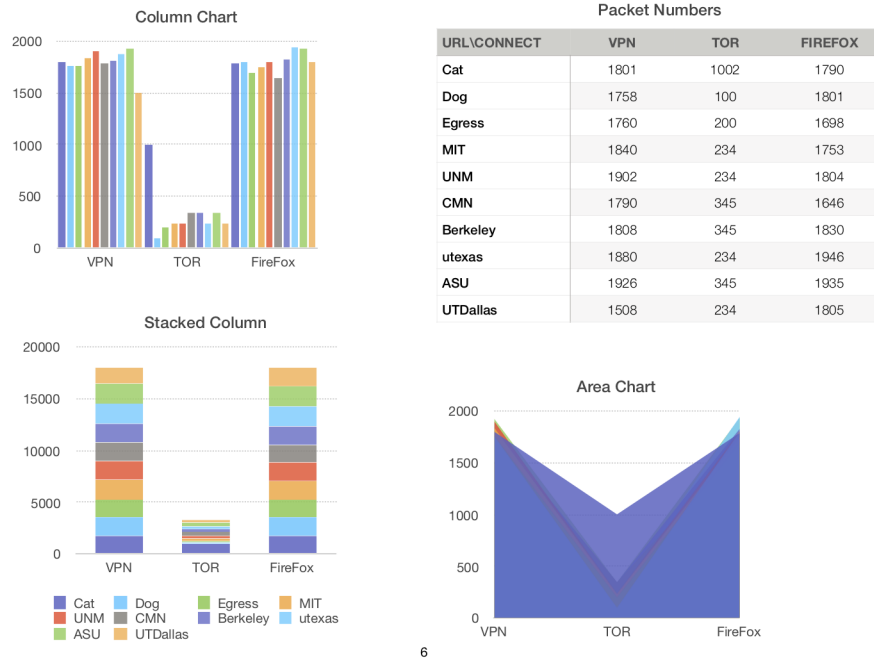 Column Chart
2000
1500
1000
500
0
VPN TOR FireFox
Packet Numbers
URL\CONNECT VPN TOR FIREFOX
Cat 1801 1002 1790
Dog 1758 100 1801
Egress 1760 200 1698
MIT 1840 234 1753
UNM 1902 234 1804
CMN 1790 345 1646
Berkeley 1808 345 1830
utexas 1880 234 1946
ASU 1926 345 1935
UTDallas 1508 234 1805
Stacked Column
20000
15000
10000
5000
0
VPN TOR FireFox
Cat Dog Egress MIT
UNM CMN Berkeley utexas
ASU UTDallas
Area Chart
2000
1500
1000
500
0
VPN TOR FireFox
6